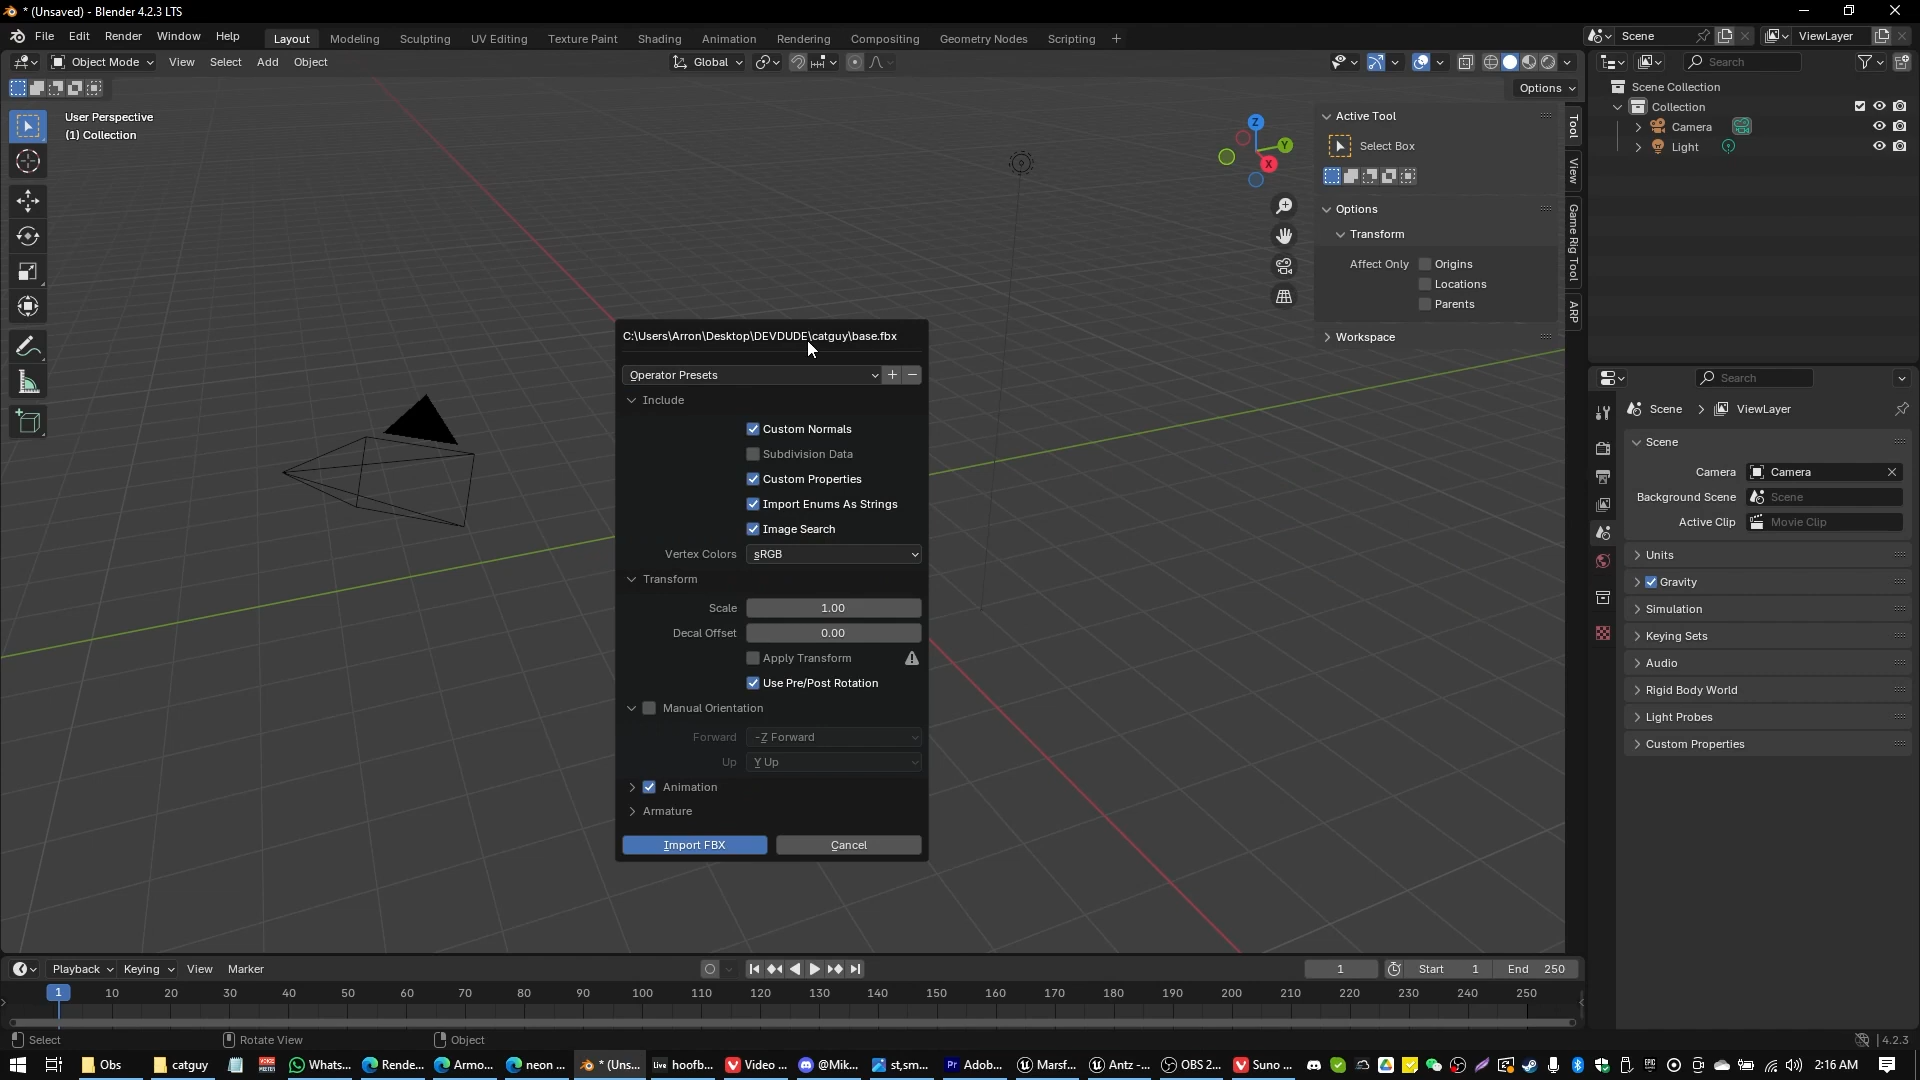 * (Unsaved) - Blender 4.2.3 LTS
File Edit Render Window Help Layout Modeling Sculpting UV Editing Texture Paint Shading Animation Rendering Compositing Geometry Nodes Scripting + Scene ViewLayer
Object Mode View Select Add Object Global Search
Options
User Perspective
(1) Collection
Z
Y
X
Active Tool
Select Box
Options
Transform
Affect Only Origins
Locations
Parents
Workspace
Tool
View
Game Rig Tool
ARP
Scene Collection
Collection
Camera
Light
C:\Users\Arron\Desktop\DEVDUDE\catguy\base.fbx
Operator Presets
Include
Custom Normals
Subdivision Data
Custom Properties
Import Enums As Strings
Image Search
Vertex Colors sRGB
Transform
Scale 1.00
Decal Offset 0.00
Apply Transform
Use Pre/Post Rotation
Manual Orientation
Forward -Z Forward
Up Y Up
Animation
Armature
Import FBX Cancel
Search
Scene > ViewLayer
Scene
Camera Camera
Background Scene Scene
Active Clip Movie Clip
Units
Gravity
Simulation
Keying Sets
Audio
Rigid Body World
Light Probes
Custom Properties
Playback Keying View Marker 1 Start 1 End 250
1 10 20 30 40 50 60 70 80 90 100 110 120 130 140 150 160 170 180 190 200 210 220 230 240 250
Select Rotate View Object 4.2.3
Obs catguy Whats... Rende... Armo... neon ... * (Uns... Live hoofb... Video ... @Mik... st,sm... Pr Adob... Marsf... Antz -... OBS 2... Suno ... 2:16 AM